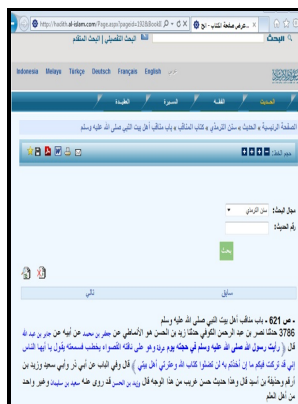 http://hadith.al-islam.com/Page.aspx?pageid=192&BookI
عرض صفحة الكتاب - الح...
البحث
البحث التفصيلي | البحث المتقدم
Indonesia Melayu Türkçe Deutsch Français English عربي
الحديث / الفقه / السيرة / العقيدة /
الصفحة الرئيسية » الحديث » سنن الترمذي » كتاب المناقب » باب مناقب أهل بيت النبي صلى الله عليه وسلم
حجم الخط:
مجال البحث: سنن الترمذي
رقم الحديث:
بحث
سابق تالي
- ص 621 - باب مناقب أهل بيت النبي صلى الله عليه وسلم
3786 حدثنا نصر بن عبد الرحمن الكوفي حدثنا زيد بن الحسن هو الأنماطي عن جعفر بن محمد عن أبيه عن جابر بن عبد الله
قال ( رأيت رسول الله صلى الله عليه وسلم في حجته يوم عرفة وهو على ناقته القصواء يخطب فسمعته يقول يا أيها الناس
إني قد تركت فيكم ما إن أخذتم به لن تضلوا كتاب الله وعترتي أهل بيتي ) قال وفي الباب عن أبي ذر وأبي سعيد وزيد بن
أرقم وحذيفة بن أسيد قال وهذا حديث حسن غريب من هذا الوجه قال وزيد بن الحسن قد روى عنه سعيد بن سليمان وغير واحد
من أهل العلم